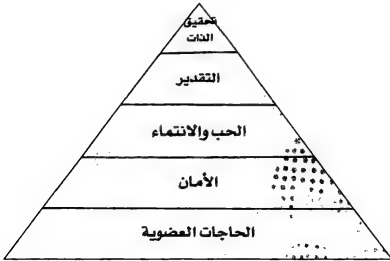 تحقيق
الذات
التقدير
الحب والانتماء
الأمان
الحاجات العضوية